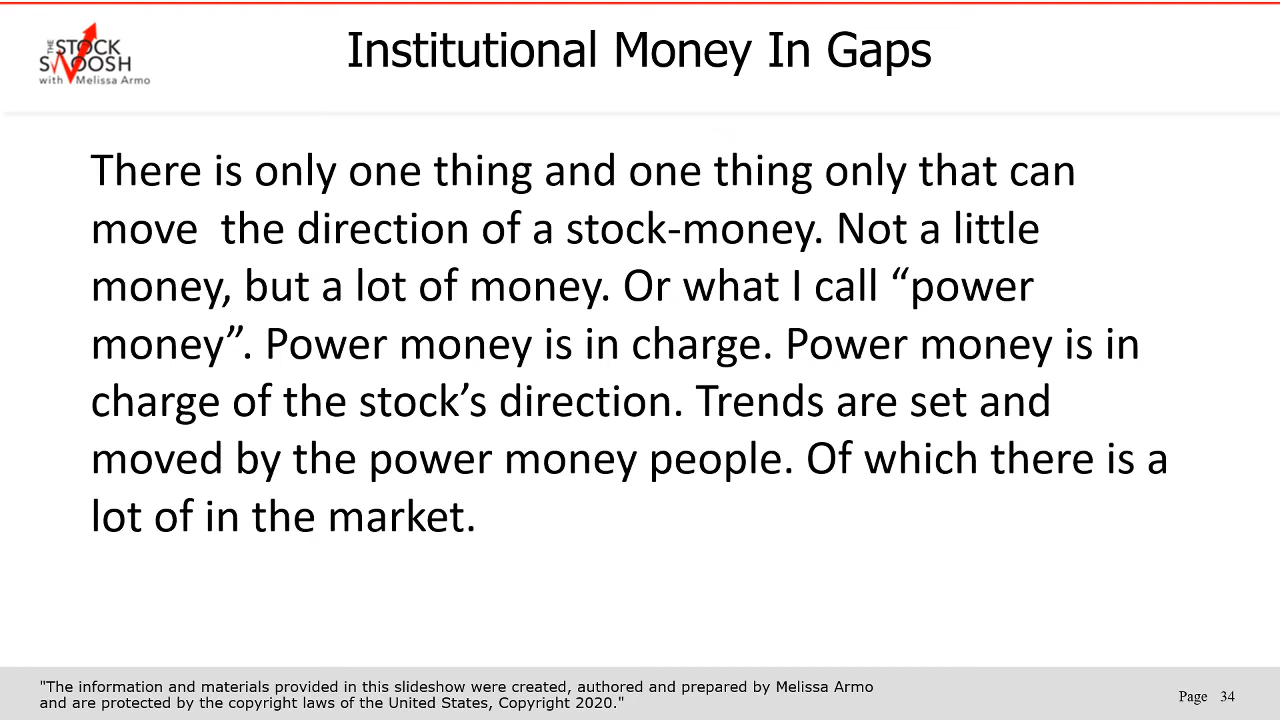 THE
STOCK
SWOOSH
with Melissa Armo
Institutional Money In Gaps
There is only one thing and one thing only that can
move  the direction of a stock-money. Not a little
money, but a lot of money. Or what I call “power
money”. Power money is in charge. Power money is in
charge of the stock’s direction. Trends are set and
moved by the power money people. Of which there is a
lot of in the market.
"The information and materials provided in this slideshow were created, authored and prepared by Melissa Armo
and are protected by the copyright laws of the United States, Copyright 2020."
Page 34